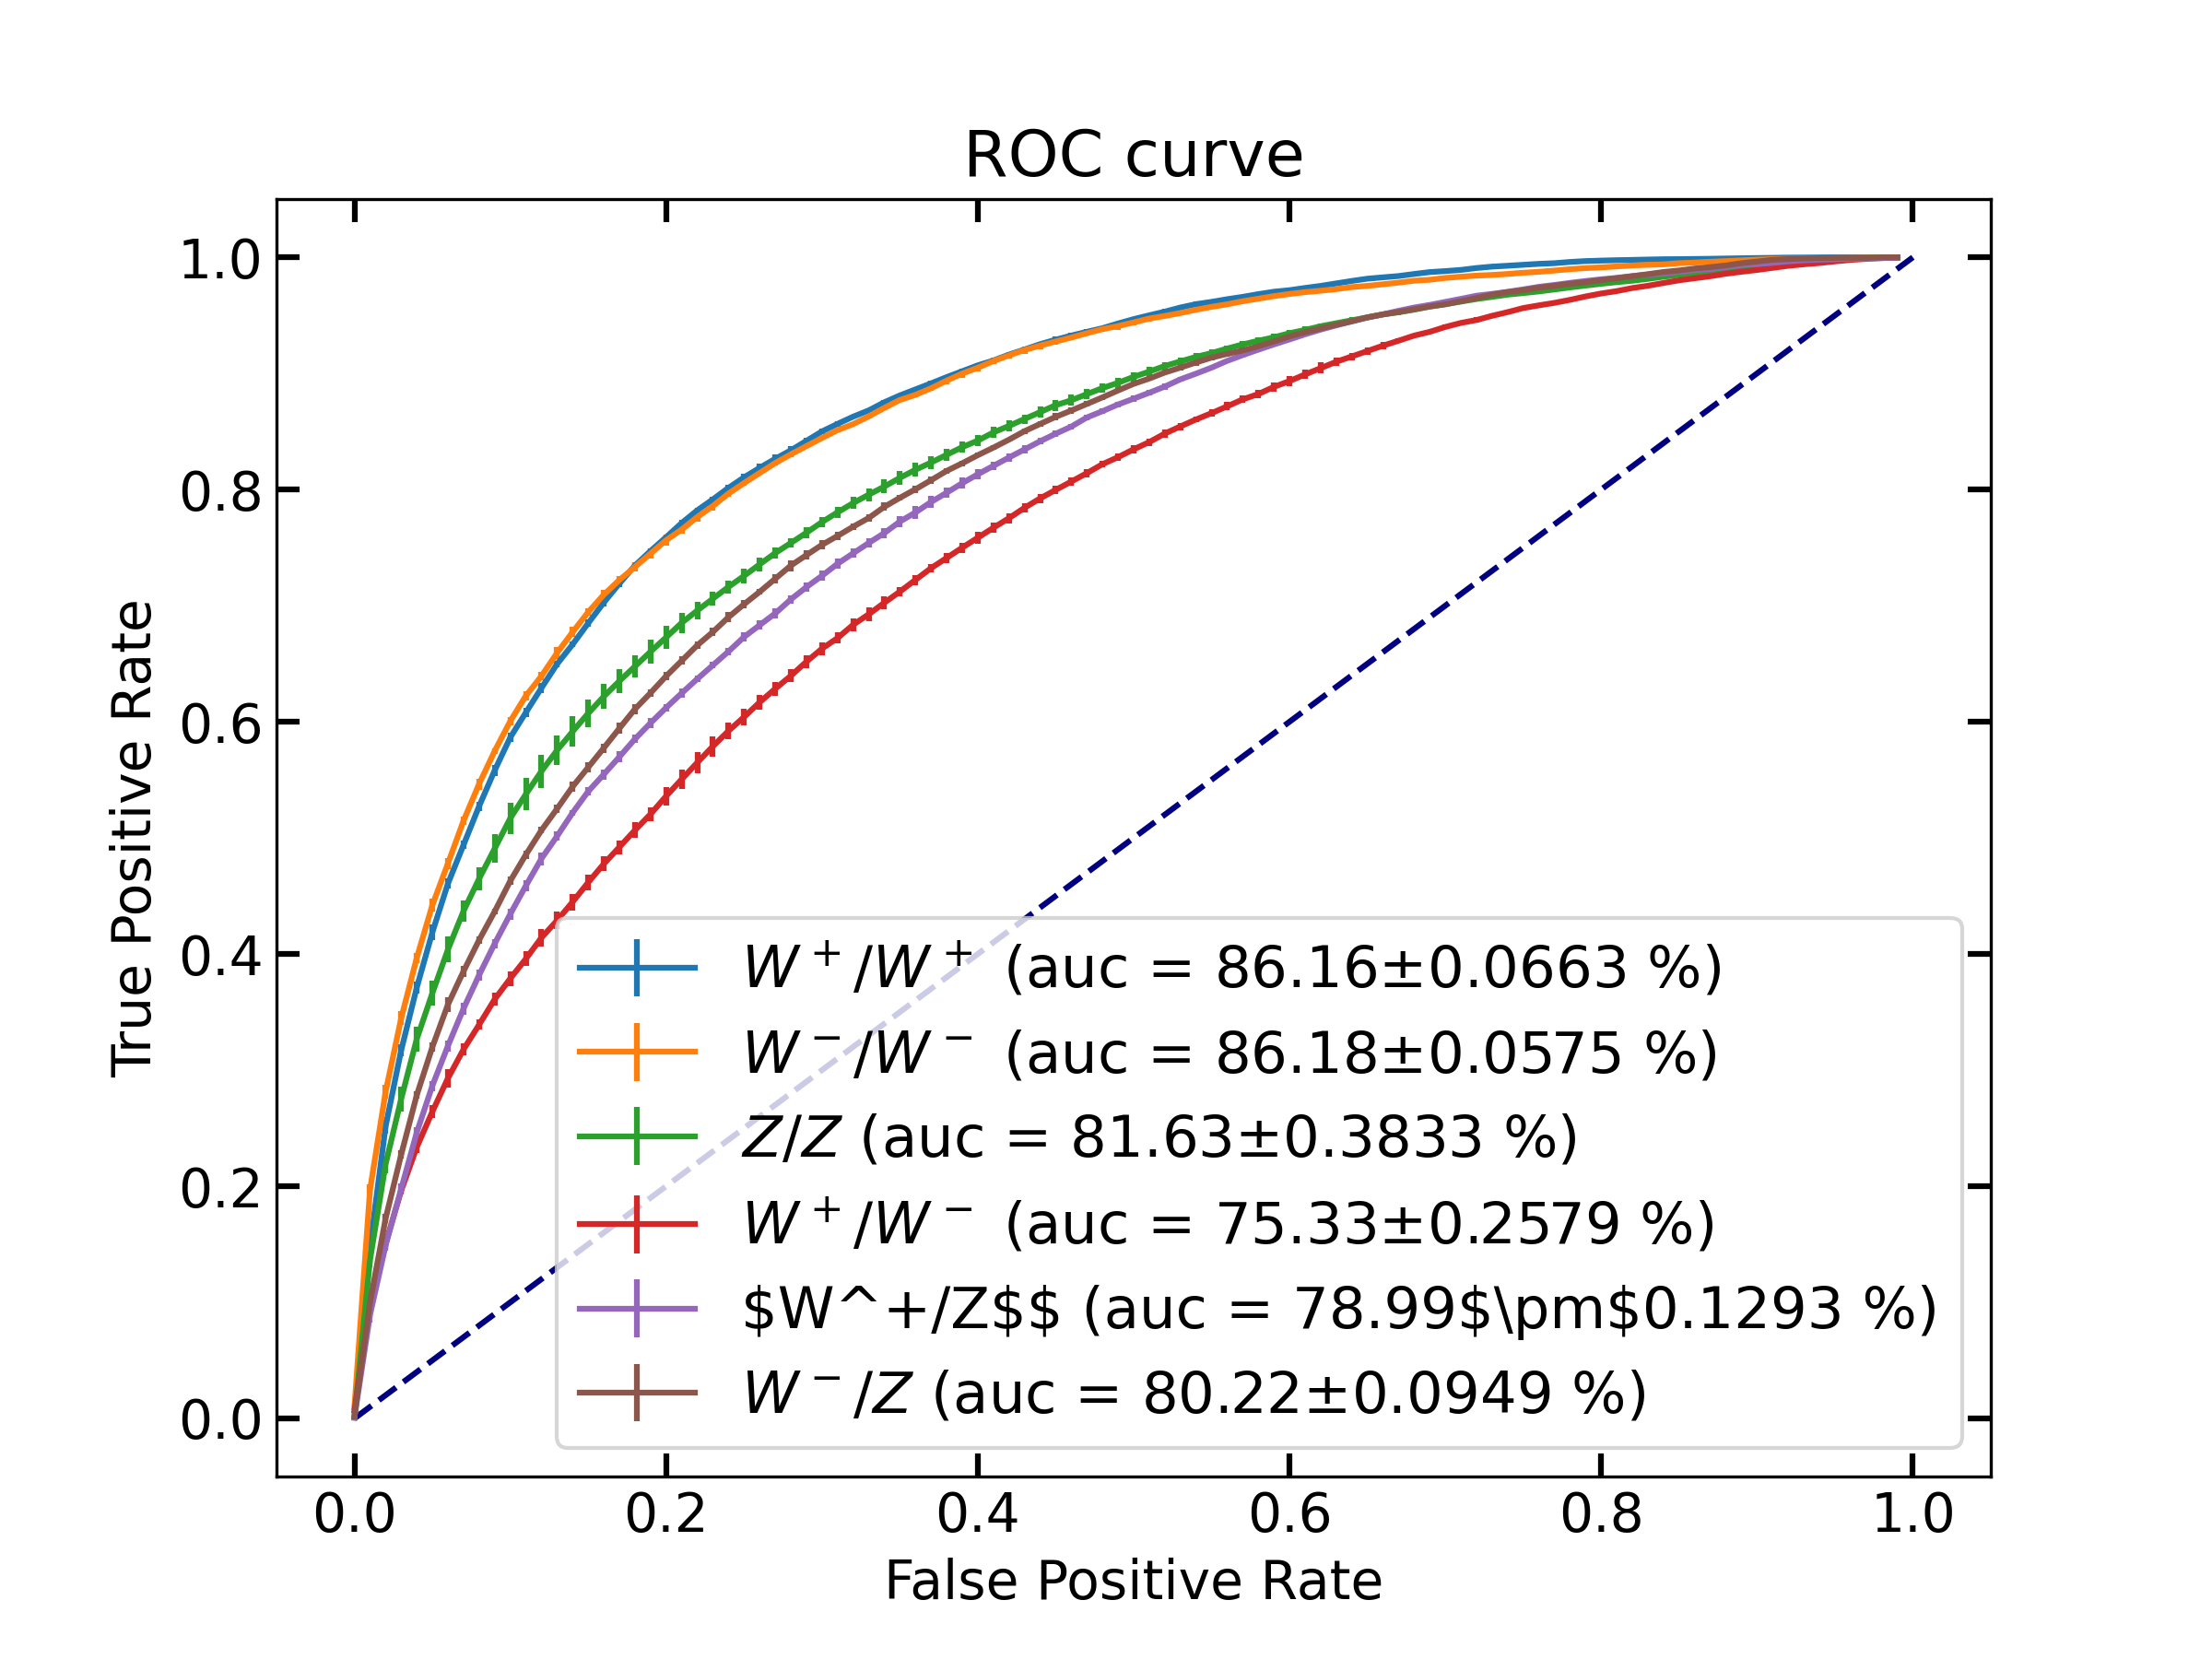 ROC curve
1.0
0.8
0.6
0.4
0.2
0.0
True Positive Rate
W⁺/W⁺ (auc = 86.16±0.0663 %)
W⁻/W⁻ (auc = 86.18±0.0575 %)
Z/Z (auc = 81.63±0.3833 %)
W⁺/W⁻ (auc = 75.33±0.2579 %)
$W^+/Z$$ (auc = 78.99$\pm$0.1293 %)
W⁻/Z (auc = 80.22±0.0949 %)
0.0 0.2 0.4 0.6 0.8 1.0
False Positive Rate